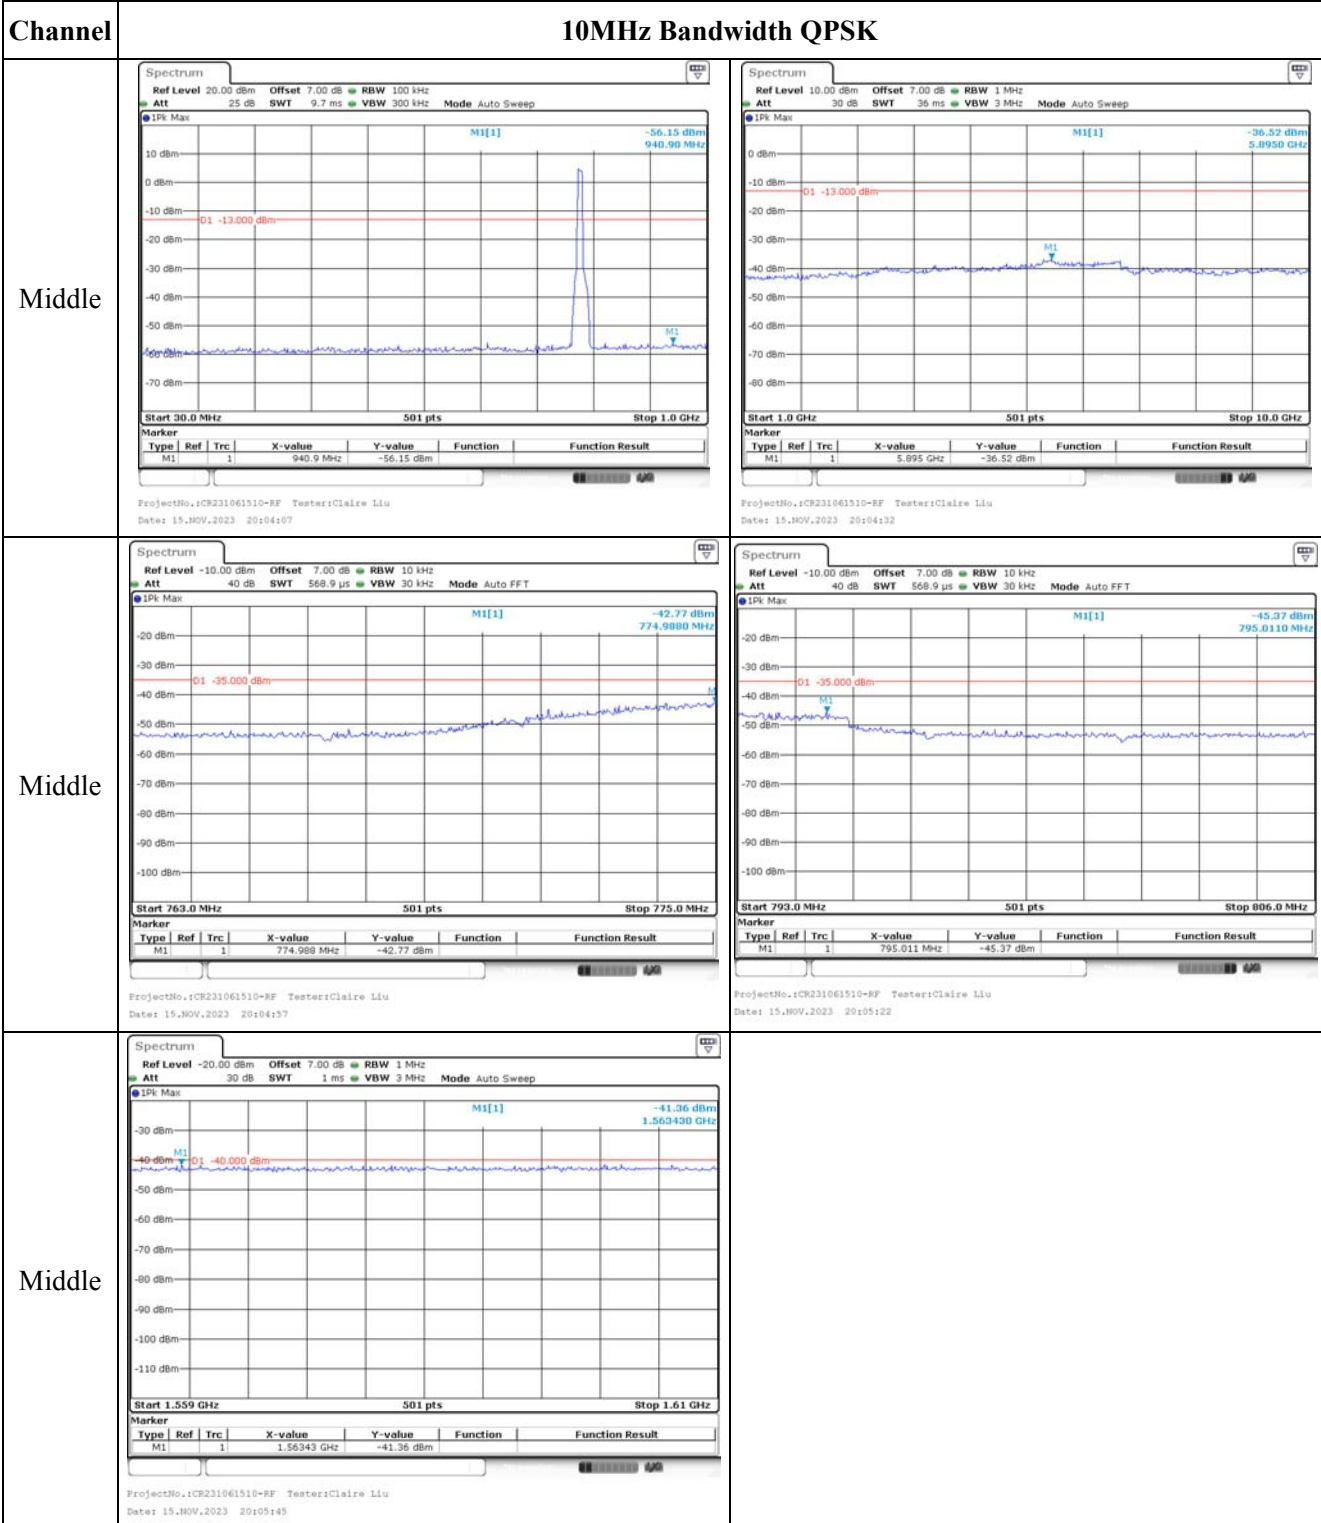 Channel 10MHz Bandwidth QPSK
Middle
Spectrum
Ref Level 20.00 dBm Offset 7.00 dB RBW 100 kHz
Att 25 dB SWT 9.7 ms VBW 300 kHz Mode Auto Sweep
1Pk Max
M1[1] -56.15 dBm
940.90 MHz
10 dBm
0 dBm
-10 dBm
D1 -13.000 dBm
-20 dBm
-30 dBm
-40 dBm
-50 dBm
M1
-60 dBm
-70 dBm
Start 30.0 MHz 501 pts Stop 1.0 GHz
Marker
Type Ref Trc X-value Y-value Function Function Result
M1 1 940.9 MHz -56.15 dBm
ProjectNo.:CR231061510-RF Tester:Claire Liu
Date: 15.NOV.2023 20:04:07
Spectrum
Ref Level 10.00 dBm Offset 7.00 dB RBW 1 MHz
Att 30 dB SWT 36 ms VBW 3 MHz Mode Auto Sweep
1Pk Max
M1[1] -36.52 dBm
5.8950 GHz
0 dBm
-10 dBm
D1 -13.000 dBm
-20 dBm
-30 dBm
M1
-40 dBm
-50 dBm
-60 dBm
-70 dBm
-80 dBm
Start 1.0 GHz 501 pts Stop 10.0 GHz
Marker
Type Ref Trc X-value Y-value Function Function Result
M1 1 5.895 GHz -36.52 dBm
ProjectNo.:CR231061510-RF Tester:Claire Liu
Date: 15.NOV.2023 20:04:32
Middle
Spectrum
Ref Level -10.00 dBm Offset 7.00 dB RBW 10 kHz
Att 40 dB SWT 568.9 µs VBW 30 kHz Mode Auto FFT
1Pk Max
M1[1] -42.77 dBm
774.9880 MHz
-20 dBm
-30 dBm
D1 -35.000 dBm
-40 dBm
M
-50 dBm
-60 dBm
-70 dBm
-80 dBm
-90 dBm
-100 dBm
Start 763.0 MHz 501 pts Stop 775.0 MHz
Marker
Type Ref Trc X-value Y-value Function Function Result
M1 1 774.988 MHz -42.77 dBm
ProjectNo.:CR231061510-RF Tester:Claire Liu
Date: 15.NOV.2023 20:04:57
Spectrum
Ref Level -10.00 dBm Offset 7.00 dB RBW 10 kHz
Att 40 dB SWT 568.9 µs VBW 30 kHz Mode Auto FFT
1Pk Max
M1[1] -45.37 dBm
795.0110 MHz
-20 dBm
-30 dBm
D1 -35.000 dBm
-40 dBm
M1
-50 dBm
-60 dBm
-70 dBm
-80 dBm
-90 dBm
-100 dBm
Start 793.0 MHz 501 pts Stop 806.0 MHz
Marker
Type Ref Trc X-value Y-value Function Function Result
M1 1 795.011 MHz -45.37 dBm
ProjectNo.:CR231061510-RF Tester:Claire Liu
Date: 15.NOV.2023 20:05:22
Middle
Spectrum
Ref Level -20.00 dBm Offset 7.00 dB RBW 1 MHz
Att 30 dB SWT 1 ms VBW 3 MHz Mode Auto Sweep
1Pk Max
M1[1] -41.36 dBm
1.563430 GHz
-30 dBm
M1
-40 dBm D1 -40.000 dBm
-50 dBm
-60 dBm
-70 dBm
-80 dBm
-90 dBm
-100 dBm
-110 dBm
Start 1.559 GHz 501 pts Stop 1.61 GHz
Marker
Type Ref Trc X-value Y-value Function Function Result
M1 1 1.56343 GHz -41.36 dBm
ProjectNo.:CR231061510-RF Tester:Claire Liu
Date: 15.NOV.2023 20:05:45